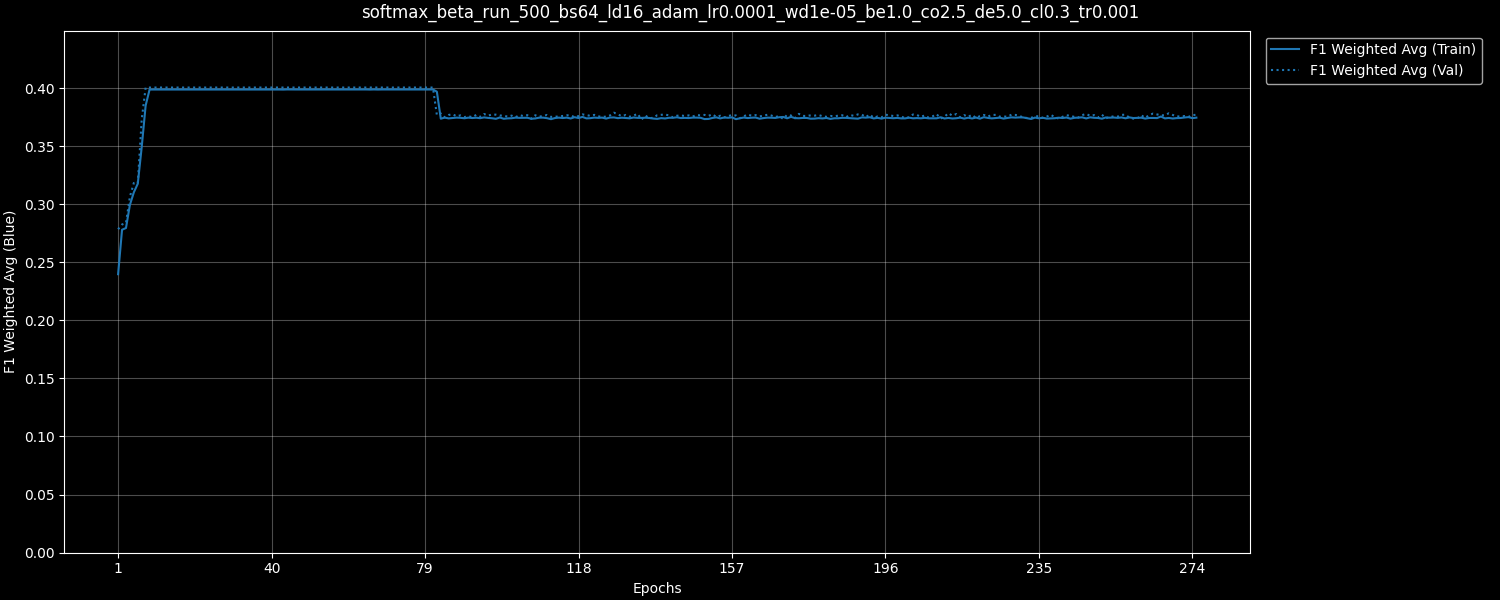 softmax_beta_run_500_bs64_ld16_adam_lr0.0001_wd1e-05_be1.0_co2.5_de5.0_cl0.3_tr0.001
F1 Weighted Avg (Train)
F1 Weighted Avg (Val)
F1 Weighted Avg (Blue)
0.40
0.35
0.30
0.25
0.20
0.15
0.10
0.05
0.00
1 40 79 118 157 196 235 274
Epochs